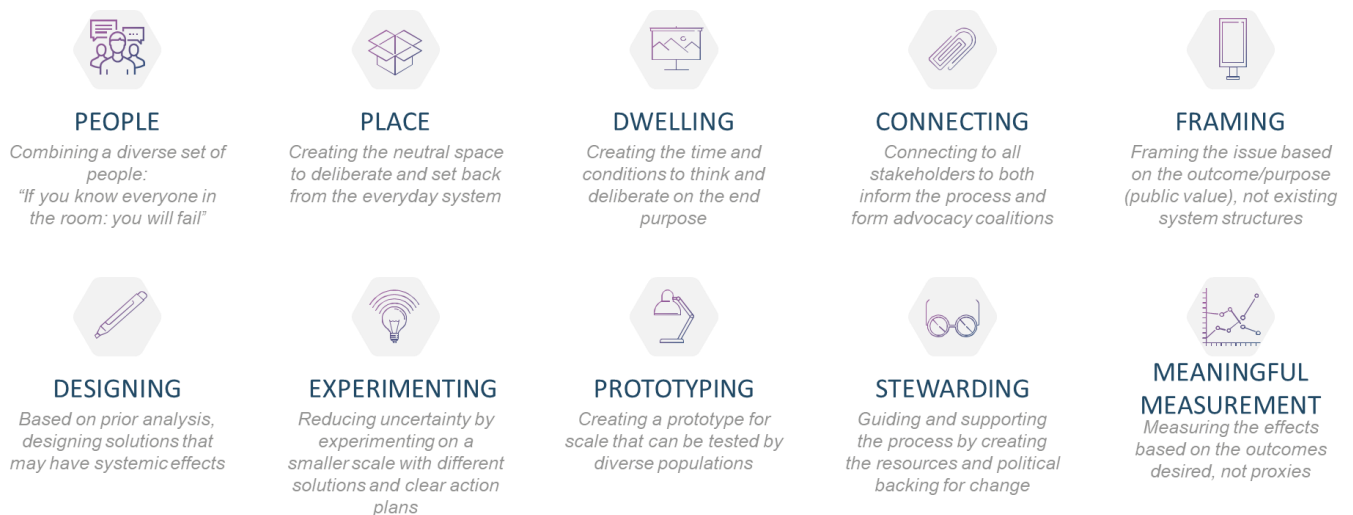 PEOPLE
Combining a diverse set of
people:
“If you know everyone in
the room: you will fail”
PLACE
Creating the neutral space
to deliberate and set back
from the everyday system
DWELLING
Creating the time and
conditions to think and
deliberate on the end
purpose
CONNECTING
Connecting to all
stakeholders to both
inform the process and
form advocacy coalitions
FRAMING
Framing the issue based
on the outcome/purpose
(public value), not existing
system structures
DESIGNING
Based on prior analysis,
designing solutions that
may have systemic effects
EXPERIMENTING
Reducing uncertainty by
experimenting on a
smaller scale with different
solutions and clear action
plans
PROTOTYPING
Creating a prototype for
scale that can be tested by
diverse populations
STEWARDING
Guiding and supporting
the process by creating
the resources and political
backing for change
MEANINGFUL
MEASUREMENT
Measuring the effects
based on the outcomes
desired, not proxies